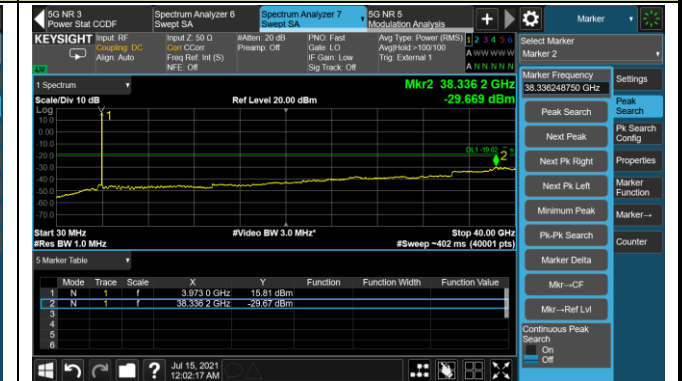 5G NR 3
Power Stat CCDF
Spectrum Analyzer 6
Swept SA
Spectrum Analyzer 7
Swept SA
5G NR 5
Modulation Analysis
Marker
KEYSIGHT
Input: RF
Coupling: DC
Align: Auto
Input Z: 50 Ω
Corr CCorr
Freq Ref: Int (S)
NFE: Off
#Atten: 20 dB
Preamp: Off
PNO: Fast
Gate: LO
IF Gain: Low
Sig Track: Off
Avg Type: Power (RMS)
Avg|Hold:>100/100
Trig: External 1
1 2 3 4 5 6
A W W W W W
A N N N N N
Select Marker
Marker 2
LV
1 Spectrum
Scale/Div 10 dB
Ref Level 20.00 dBm
Mkr2 38.336 2 GHz
-29.669 dBm
Log
10.0
0.00
-10.0
-20.0
-30.0
-40.0
-50.0
-60.0
-70.0
1
2
Start 30 MHz
#Res BW 1.0 MHz
#Video BW 3.0 MHz*
Stop 40.00 GHz
#Sweep ~402 ms (40001 pts)
5 Marker Table
Mode Trace Scale X Y Function Function Width Function Value
1 N 1 f 3.973 0 GHz 15.81 dBm
2 N 1 f 38.336 2 GHz -29.67 dBm
3
4
5
6
Marker Frequency
38.336248750 GHz
Peak Search
Next Peak
Next Pk Right
Next Pk Left
Minimum Peak
Pk-Pk Search
Marker Delta
Mkr→CF
Mkr→Ref Lvl
Continuous Peak
Search
On
Off
Settings
Peak
Search
Pk Search
Config
Properties
Marker
Function
Marker→
Counter
Jul 15, 2021
12:02:17 AM